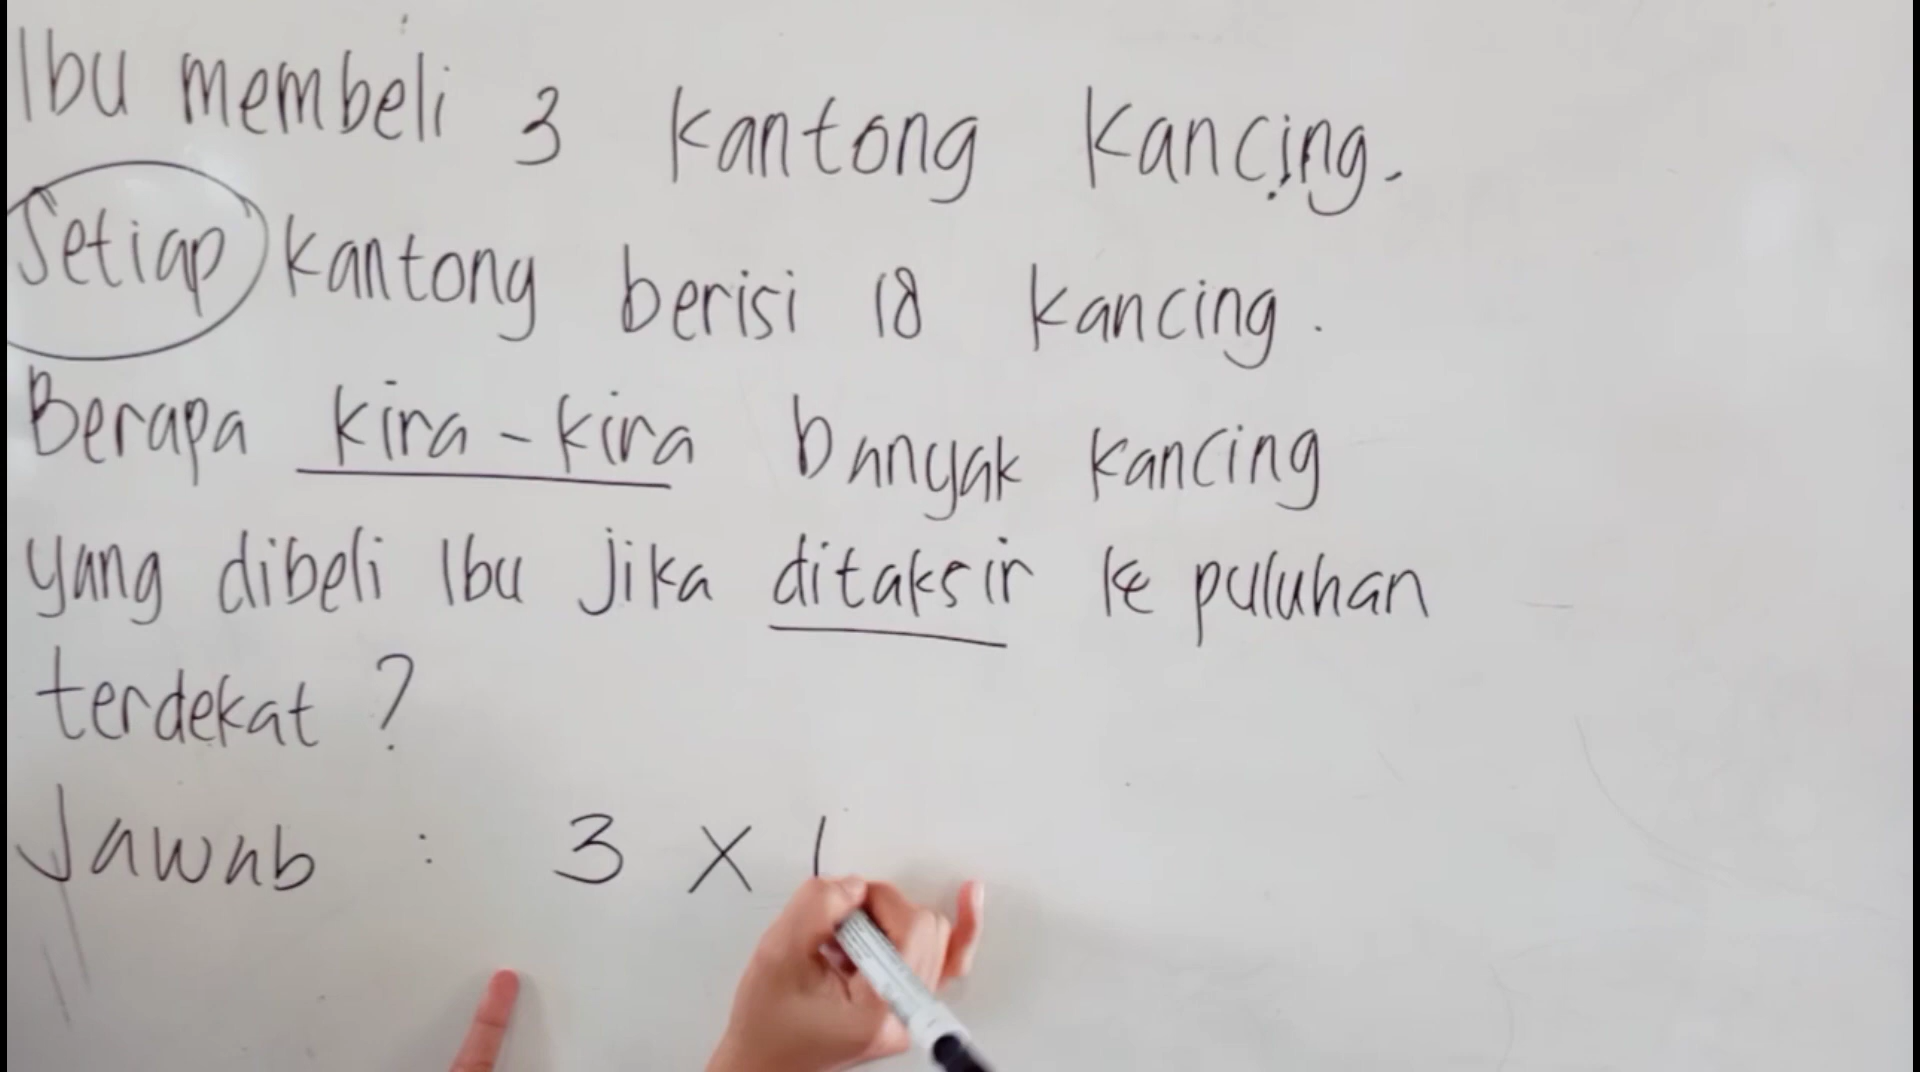 Ibu membeli 3 kantong kancing.
Setiap kantong berisi 18 kancing.
Berapa kira-kira banyak kancing
yang dibeli Ibu jika ditaksir ke puluhan
terdekat?
Jawab : 3 x 1